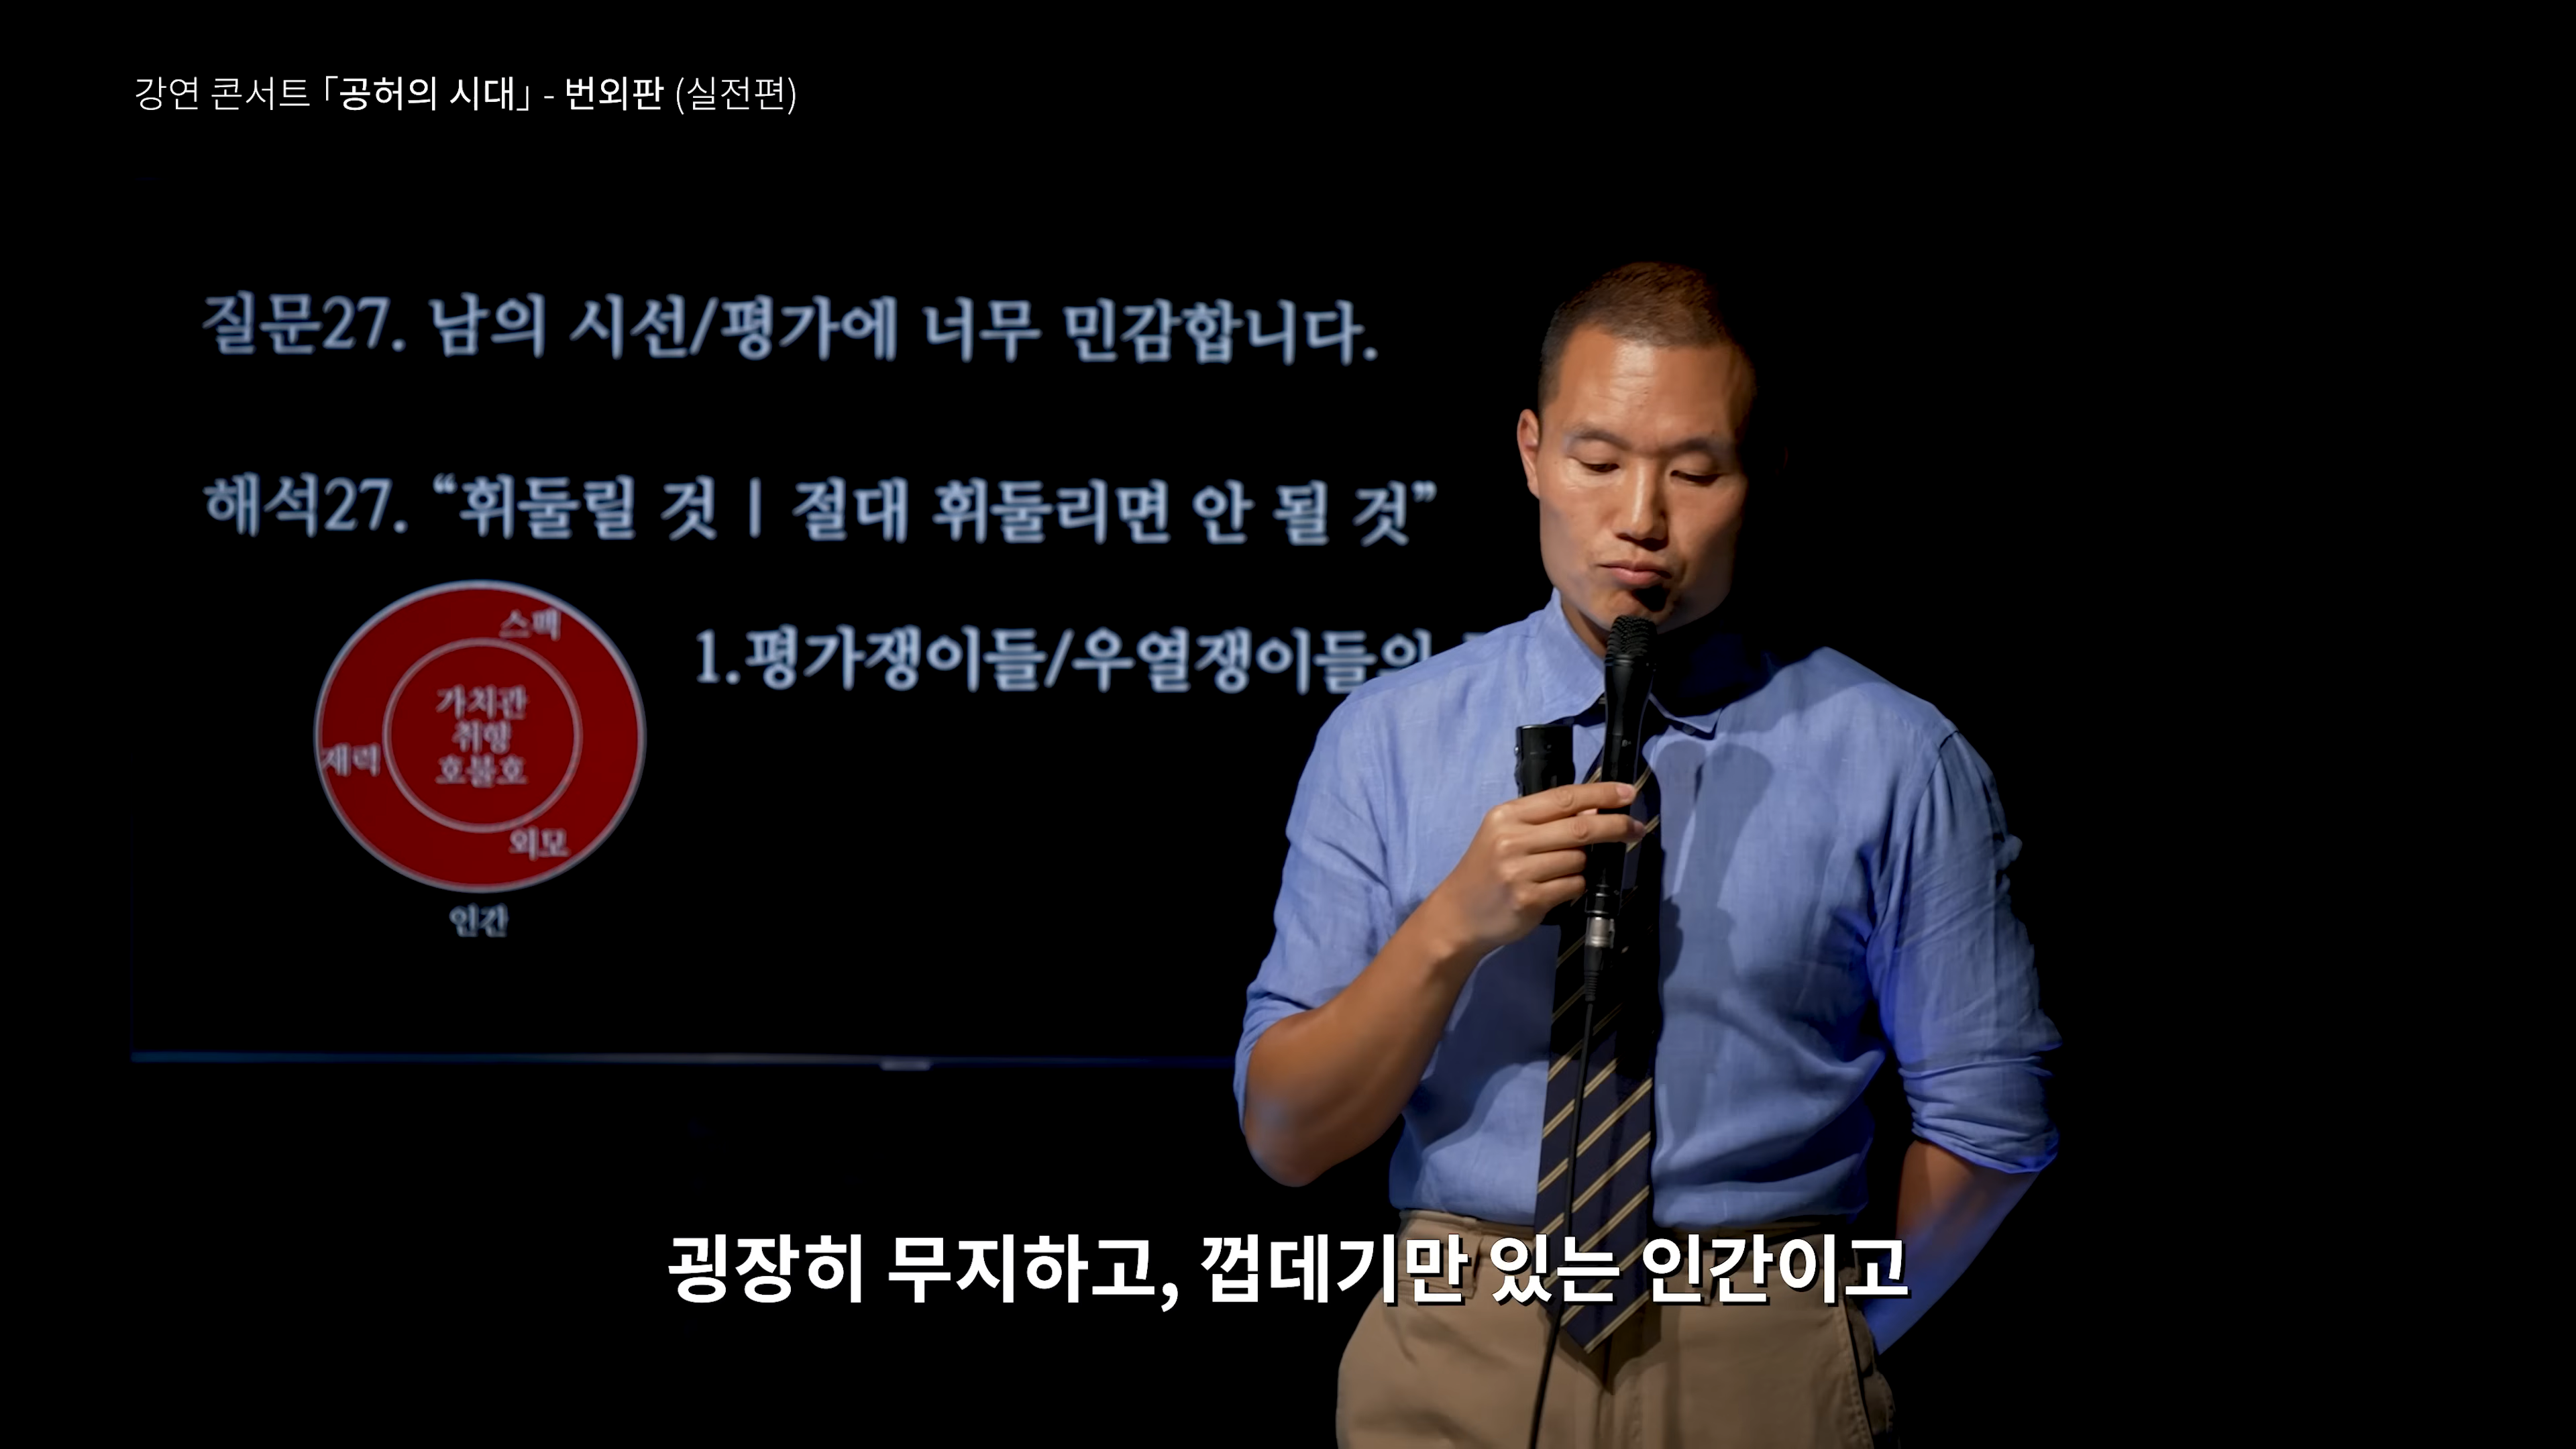 강연 콘서트 「공허의 시대」 - 번외판 (실전편)
질문27. 남의 시선/평가에 너무 민감합니다.
해석27. “휘둘릴 것 | 절대 휘둘리면 안 될 것”
1.평가쟁이들/우열쟁이들의
스펙
가치관
취향
호불호
재력
외모
인간
굉장히 무지하고, 껍데기만 있는 인간이고